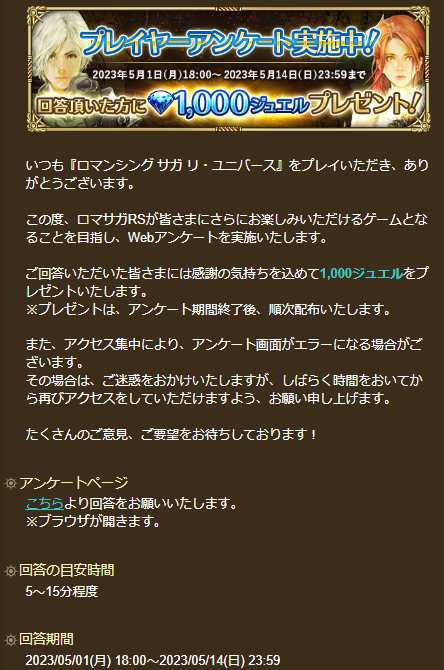 プレイヤーアンケート実施中!
2023年5月1日(月)18:00～ 2023年5月14日(日)23:59まで
回答頂いた方に1,000ジュエルプレゼント!
いつも『ロマンシング サガ リ・ユニバース』をプレイいただき、あり
がとうございます。
この度、ロマサガRSが皆さまにさらにお楽しみいただけるゲームとな
ることを目指し、Webアンケートを実施いたします。
ご回答いただいた皆さまには感謝の気持ちを込めて1,000ジュエルをプ
レゼントいたします。
※プレゼントは、アンケート期間終了後、順次配布いたします。
また、アクセス集中により、アンケート画面がエラーになる場合がご
ざいます。
その場合は、ご迷惑をおかけいたしますが、しばらく時間をおいてか
ら再びアクセスをしていただけますよう、お願い申し上げます。
たくさんのご意見、ご要望をお待ちしております！
アンケートページ
こちらより回答をお願いいたします。
※ブラウザが開きます。
回答の目安時間
5～15分程度
回答期間
2023/05/01(月) 18:00～2023/05/14(日) 23:59